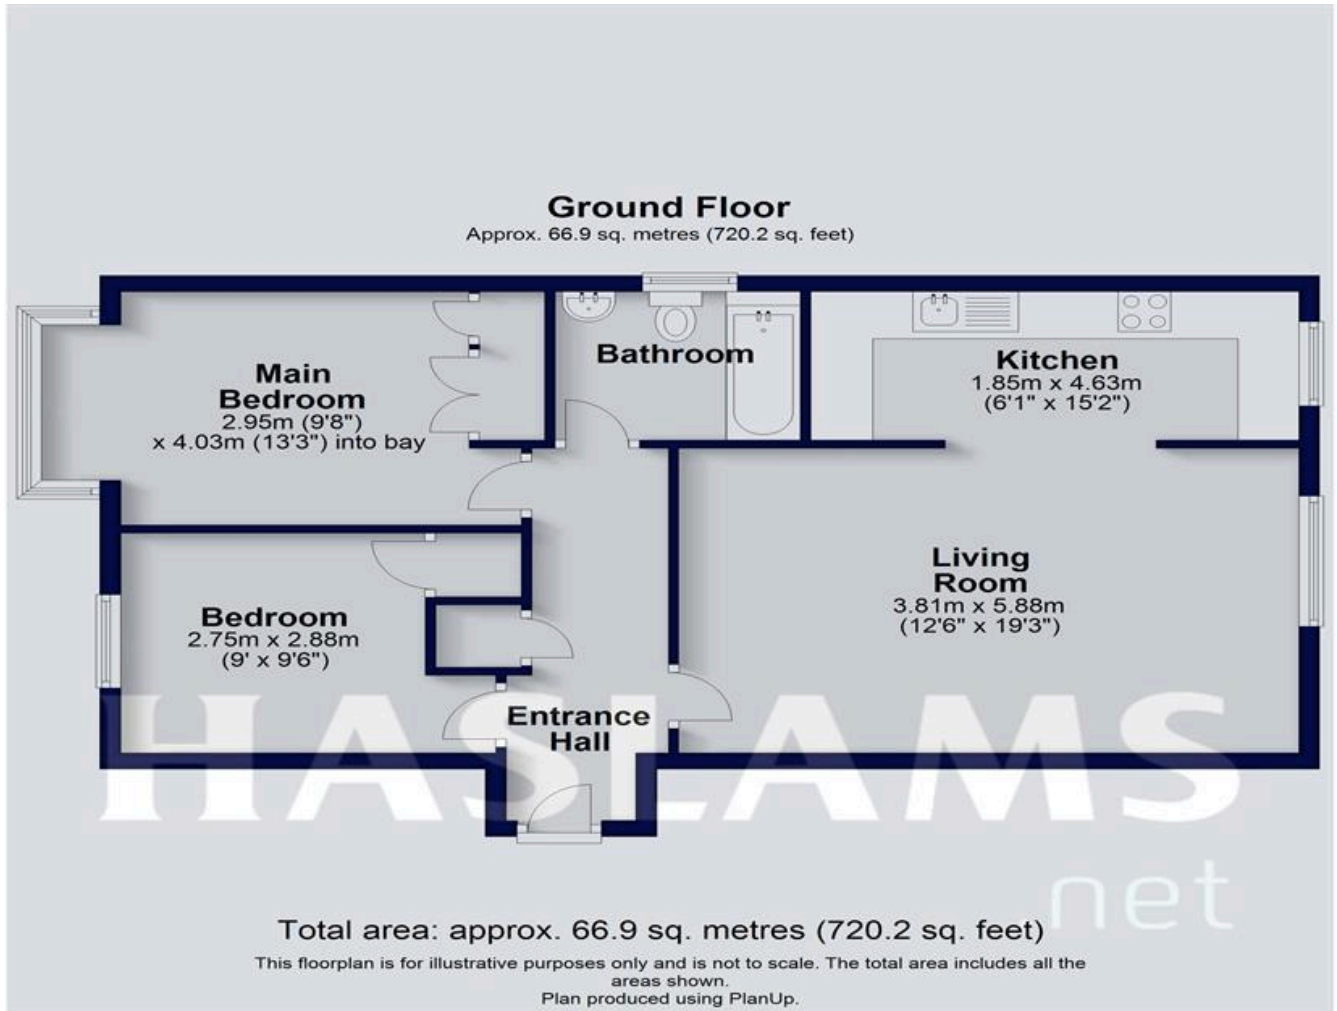 Ground Floor
Approx. 66.9 sq. metres (720.2 sq. feet)
Main
Bedroom
2.95m (9'8")
x 4.03m (13'3") into bay
Bathroom
Kitchen
1.85m x 4.63m
(6'1" x 15'2")
Living
Room
3.81m x 5.88m
(12'6" x 19'3")
Bedroom
2.75m x 2.88m
(9' x 9'6")
Entrance
Hall
HASLAMS
.net
Total area: approx. 66.9 sq. metres (720.2 sq. feet)
This floorplan is for illustrative purposes only and is not to scale. The total area includes all the
areas shown.
Plan produced using PlanUp.